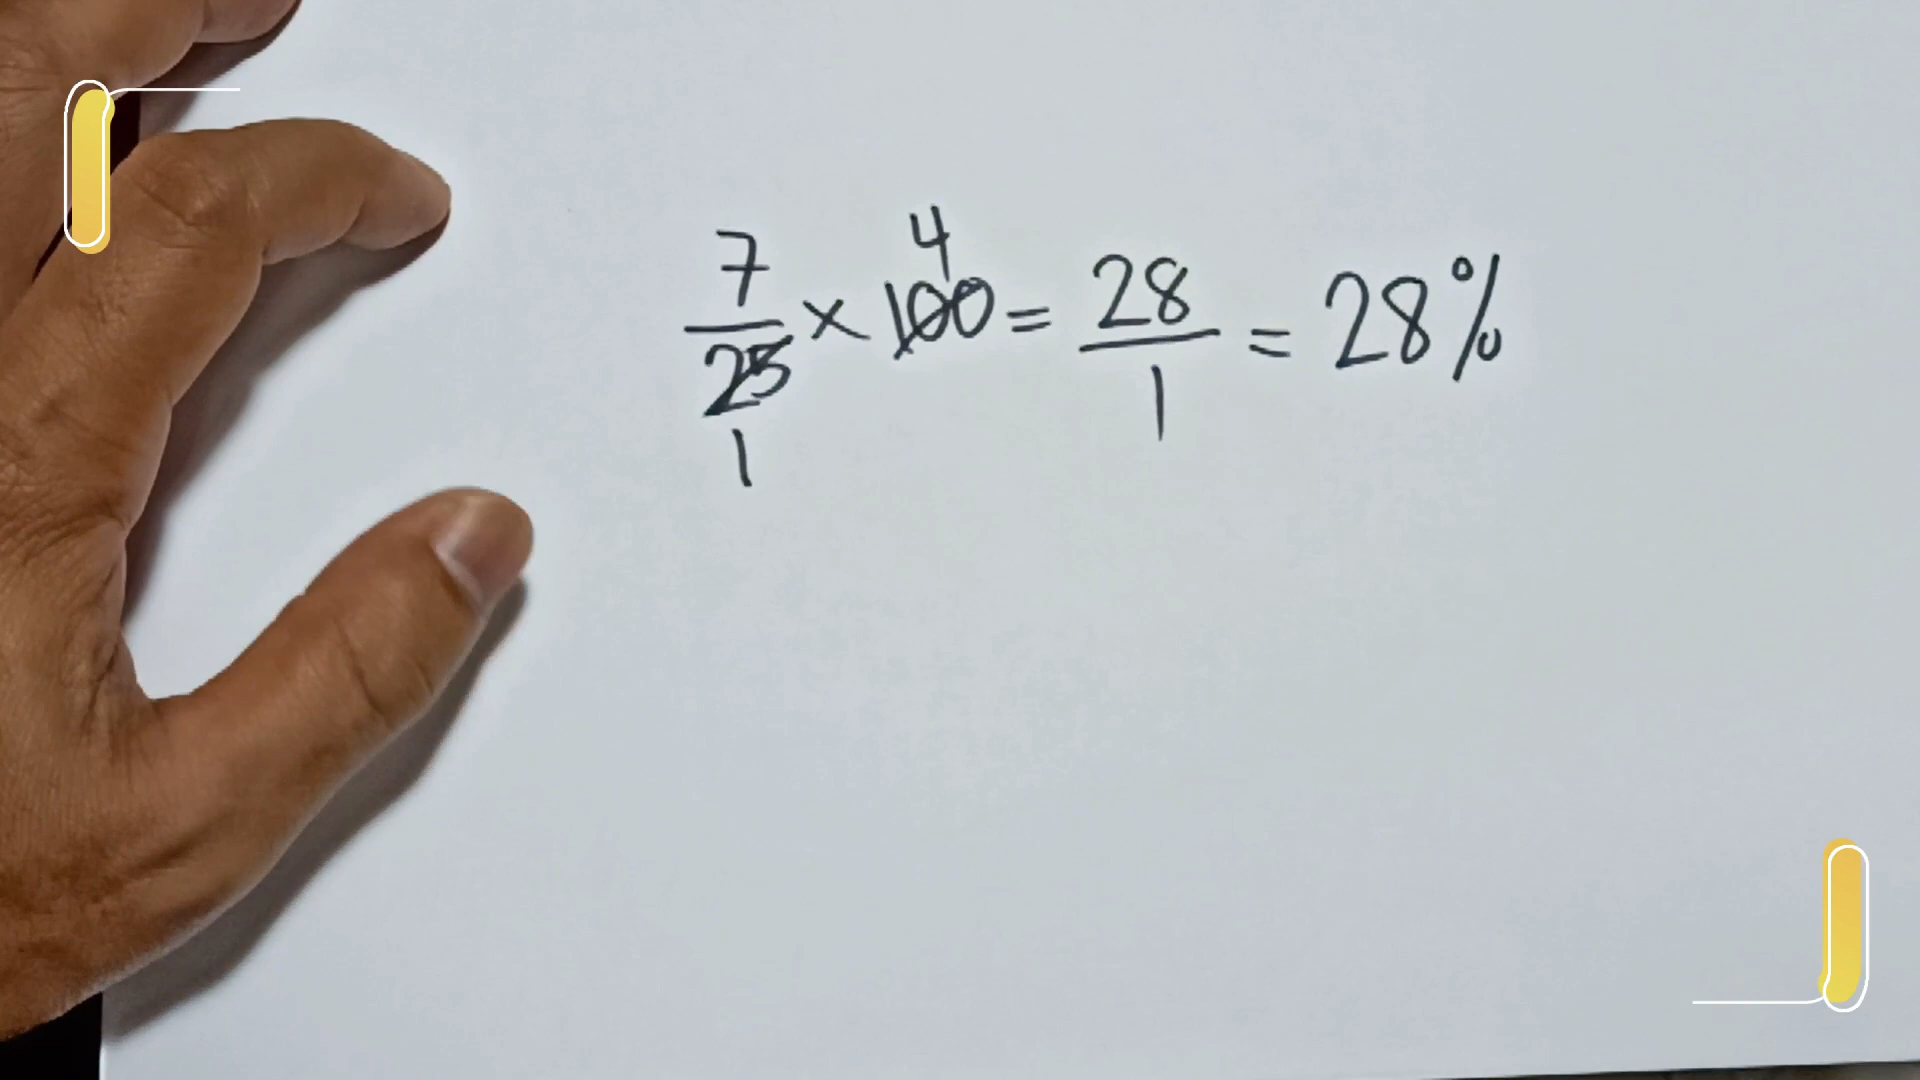 7/25 × 100 = 28/1 = 28%
4
1